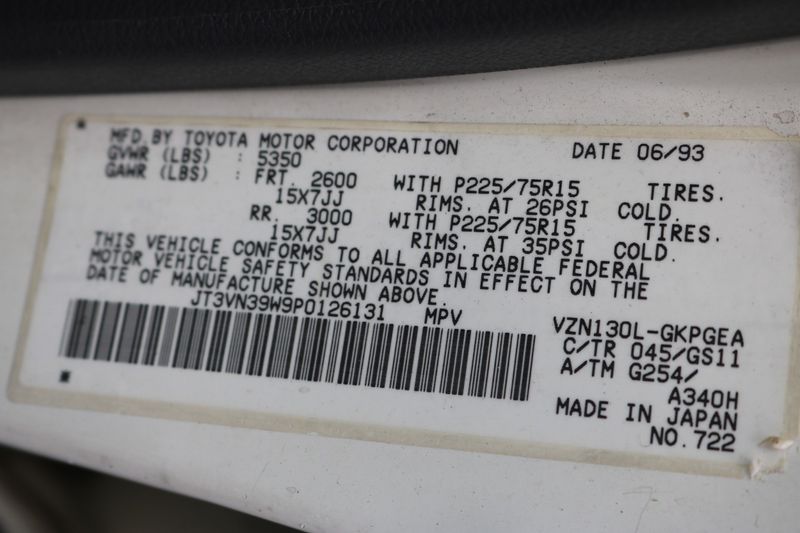 MFD. BY TOYOTA MOTOR CORPORATION DATE 06/93
GVWR (LBS) : 5350
GAWR (LBS) : FRT. 2600 WITH P225/75R15 TIRES.
15X7JJ RIMS. AT 26PSI COLD.
RR. 3000 WITH P225/75R15 TIRES.
15X7JJ RIMS. AT 35PSI COLD.
THIS VEHICLE CONFORMS TO ALL APPLICABLE FEDERAL
MOTOR VEHICLE SAFETY STANDARDS IN EFFECT ON THE
DATE OF MANUFACTURE SHOWN ABOVE.
JT3VN39W9P0126131 MPV
VZN130L-GKPGEA
C/TR 045/GS11
A/TM G254/
A340H
MADE IN JAPAN
NO.722